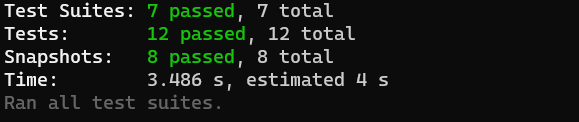 Test Suites: 7 passed, 7 total
Tests:       12 passed, 12 total
Snapshots:   8 passed, 8 total
Time:        3.486 s, estimated 4 s
Ran all test suites.